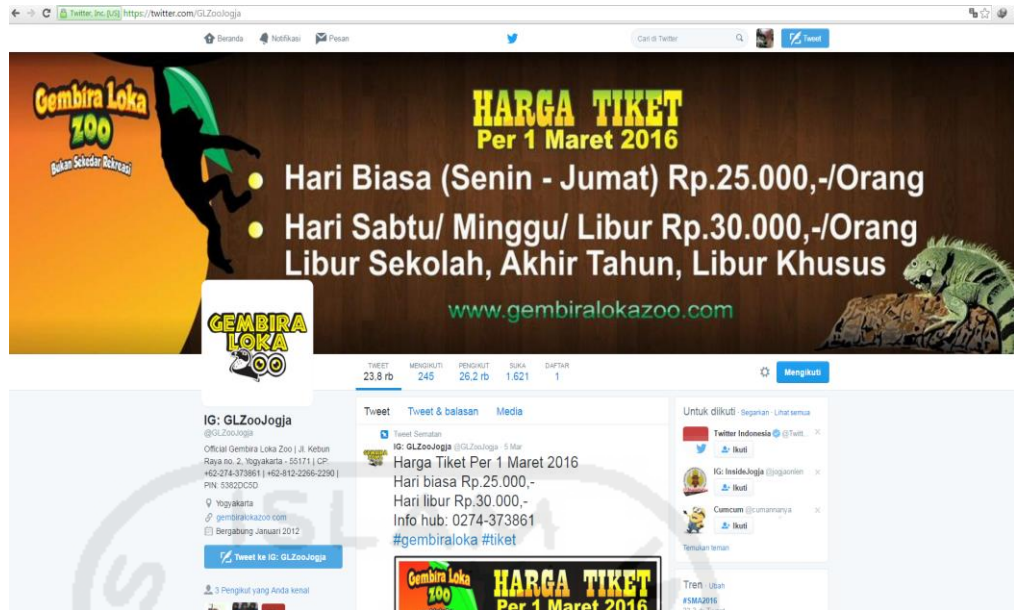 Twitter, Inc. [US] https://twitter.com/GLZooJogja
Beranda Notifikasi Pesan Cari di Twitter Tweet
Gembira Loka
ZOO
Bukan Sekedar Rekreasi
HARGA TIKET
Per 1 Maret 2016
Hari Biasa (Senin - Jumat) Rp.25.000,-/Orang
Hari Sabtu/ Minggu/ Libur Rp.30.000,-/Orang
Libur Sekolah, Akhir Tahun, Libur Khusus
www.gembiralokazoo.com
GEMBIRA
LOKA
ZOO
TWEET MENGIKUTI PENGIKUT SUKA DAFTAR
23,8 rb 245 26,2 rb 1.621 1
Mengikuti
IG: GLZooJogja
@GLZooJogja
Official Gembira Loka Zoo | Jl. Kebun
Raya no. 2, Yogyakarta - 55171 | CP:
+62-274-373861 | +62-812-2266-2290 |
PIN: 5382DC5D
Yogyakarta
gembiralokazoo.com
Bergabung Januari 2012
Tweet ke IG: GLZooJogja
3 Pengikut yang Anda kenal
Tweet Tweet & balasan Media
Tweet Sematan
IG: GLZooJogja @GLZooJogja · 5 Mar
Harga Tiket Per 1 Maret 2016
Hari biasa Rp.25.000,-
Hari libur Rp.30.000,-
Info hub: 0274-373861
#gembiraloka #tiket
Gembira Loka
ZOO
HARGA TIKET
Per 1 Maret 2016
Untuk diikuti · Segarkan · Lihat semua
Twitter Indonesia @Twitt...
Ikuti
IG: InsideJogja @jogjaonlen
Ikuti
Cumcum @sumannanya
Ikuti
Temukan teman
Tren · Ubah
#SMA2016
ISLAM